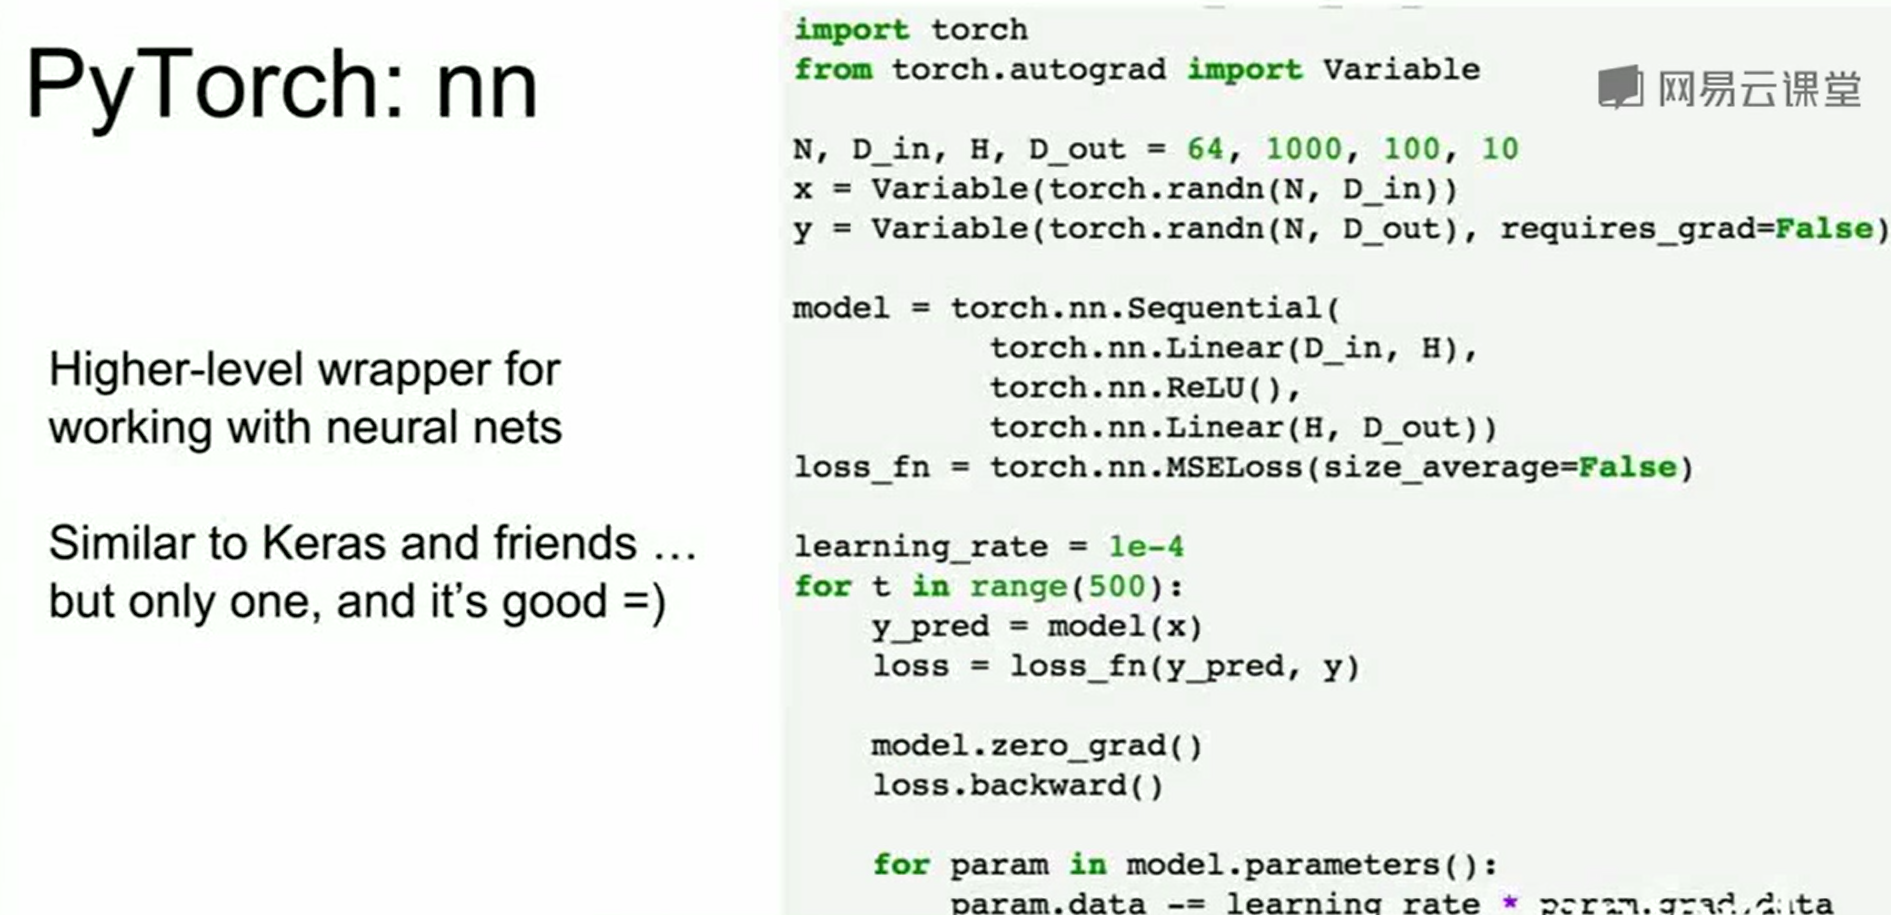 PyTorch: nn
Higher-level wrapper for
working with neural nets
Similar to Keras and friends …
but only one, and it's good =)
import torch
from torch.autograd import Variable
网易云课堂
N, D_in, H, D_out = 64, 1000, 100, 10
x = Variable(torch.randn(N, D_in))
y = Variable(torch.randn(N, D_out), requires_grad=False)
model = torch.nn.Sequential(
torch.nn.Linear(D_in, H),
torch.nn.ReLU(),
torch.nn.Linear(H, D_out))
loss_fn = torch.nn.MSELoss(size_average=False)
learning_rate = 1e-4
for t in range(500):
y_pred = model(x)
loss = loss_fn(y_pred, y)
model.zero_grad()
loss.backward()
for param in model.parameters():
param.data -= learning_rate * param.grad.data